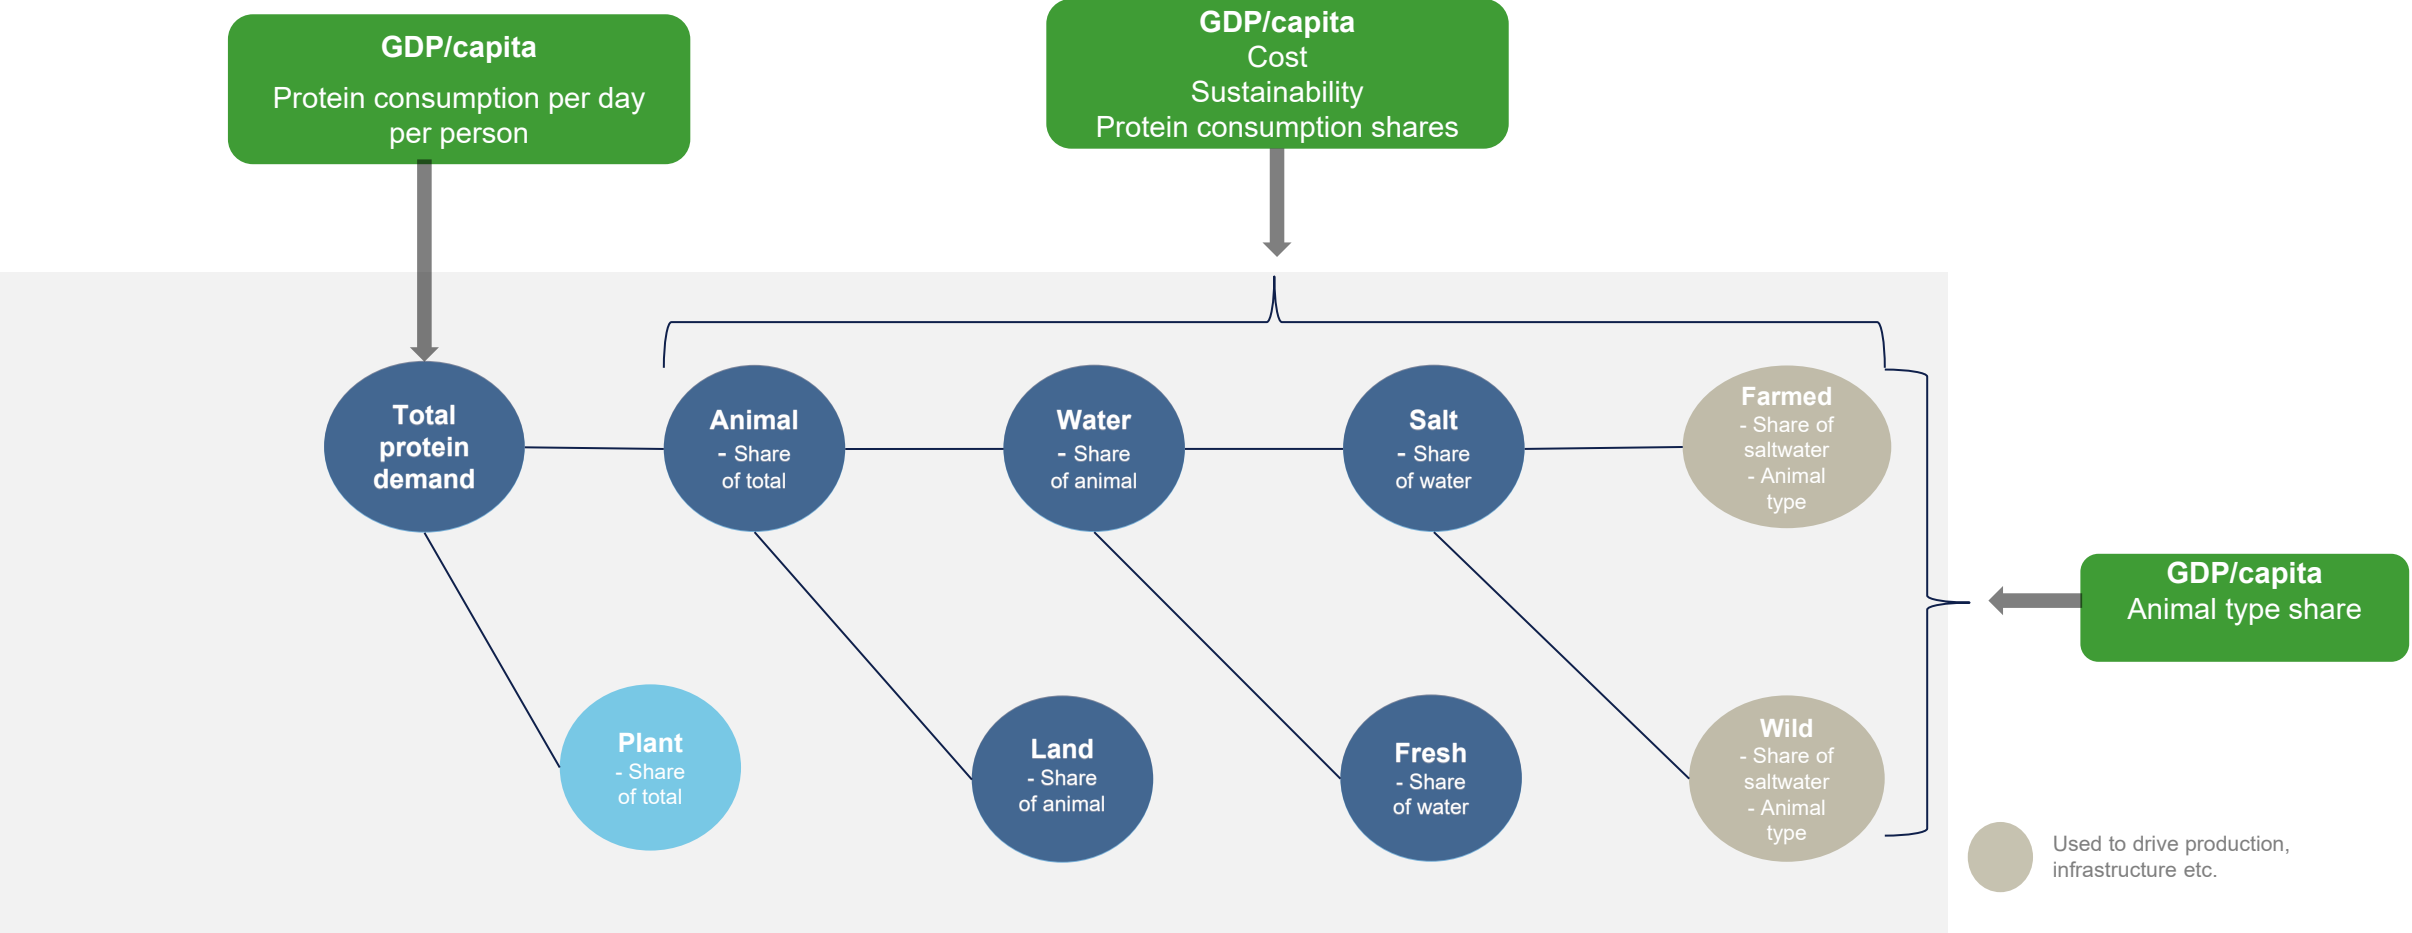 GDP/capita
Protein consumption per day
per person
GDP/capita
Cost
Sustainability
Protein consumption shares
Total
protein
demand
Animal
- Share
of total
Water
- Share
of animal
Salt
- Share
of water
Farmed
- Share of
saltwater
- Animal
type
GDP/capita
Animal type share
Plant
- Share
of total
Land
- Share
of animal
Fresh
- Share
of water
Wild
- Share of
saltwater
- Animal
type
Used to drive production,
infrastructure etc.